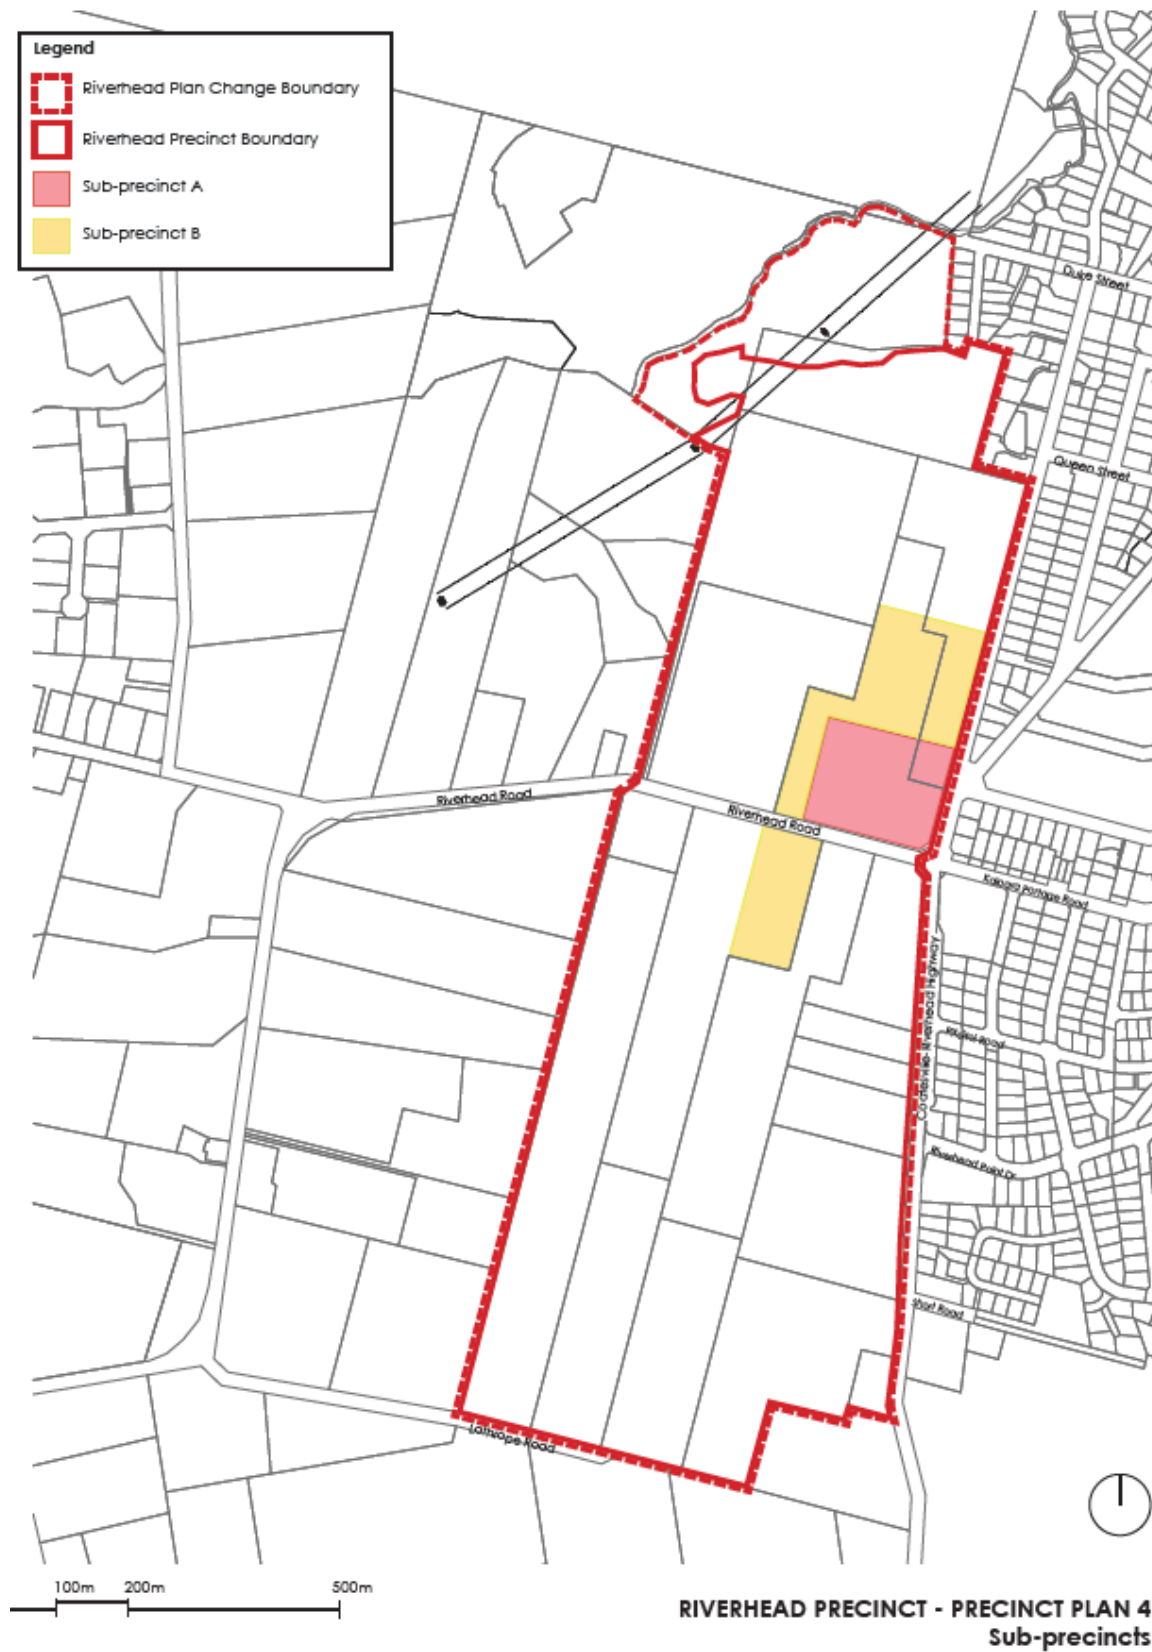 Legend
Riverhead Plan Change Boundary
Riverhead Precinct Boundary
Sub-precinct A
Sub-precinct B
Duke Street
Queen Street
Riverhead Road
Riverhead Road
Kaipara Portage Road
Coatesville-Riverhead Highway
Road
Riverhead Point Dr
Short Road
Lathrope Road
100m 200m 500m
RIVERHEAD PRECINCT - PRECINCT PLAN 4
Sub-precincts